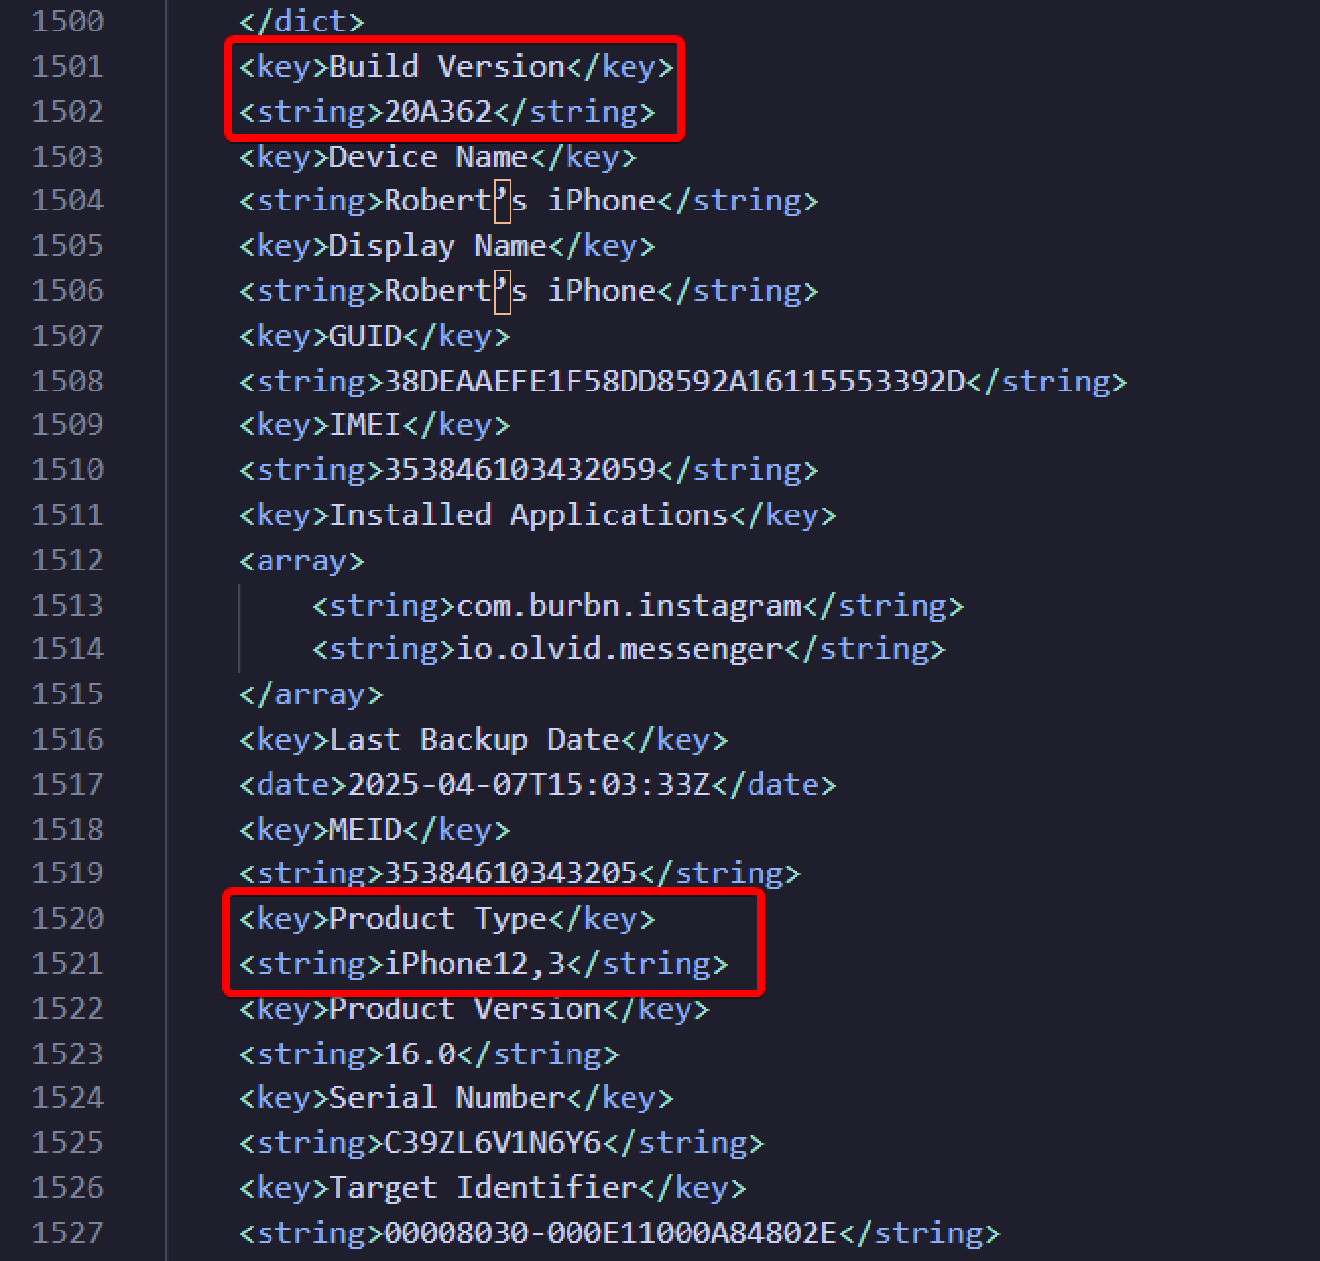 1500 </dict>
1501 <key>Build Version</key>
1502 <string>20A362</string>
1503 <key>Device Name</key>
1504 <string>Robert’s iPhone</string>
1505 <key>Display Name</key>
1506 <string>Robert’s iPhone</string>
1507 <key>GUID</key>
1508 <string>38DEAAEFE1F58DD8592A16115553392D</string>
1509 <key>IMEI</key>
1510 <string>353846103432059</string>
1511 <key>Installed Applications</key>
1512 <array>
1513 <string>com.burbn.instagram</string>
1514 <string>io.olvid.messenger</string>
1515 </array>
1516 <key>Last Backup Date</key>
1517 <date>2025-04-07T15:03:33Z</date>
1518 <key>MEID</key>
1519 <string>35384610343205</string>
1520 <key>Product Type</key>
1521 <string>iPhone12,3</string>
1522 <key>Product Version</key>
1523 <string>16.0</string>
1524 <key>Serial Number</key>
1525 <string>C39ZL6V1N6Y6</string>
1526 <key>Target Identifier</key>
1527 <string>00008030-000E11000A84802E</string>